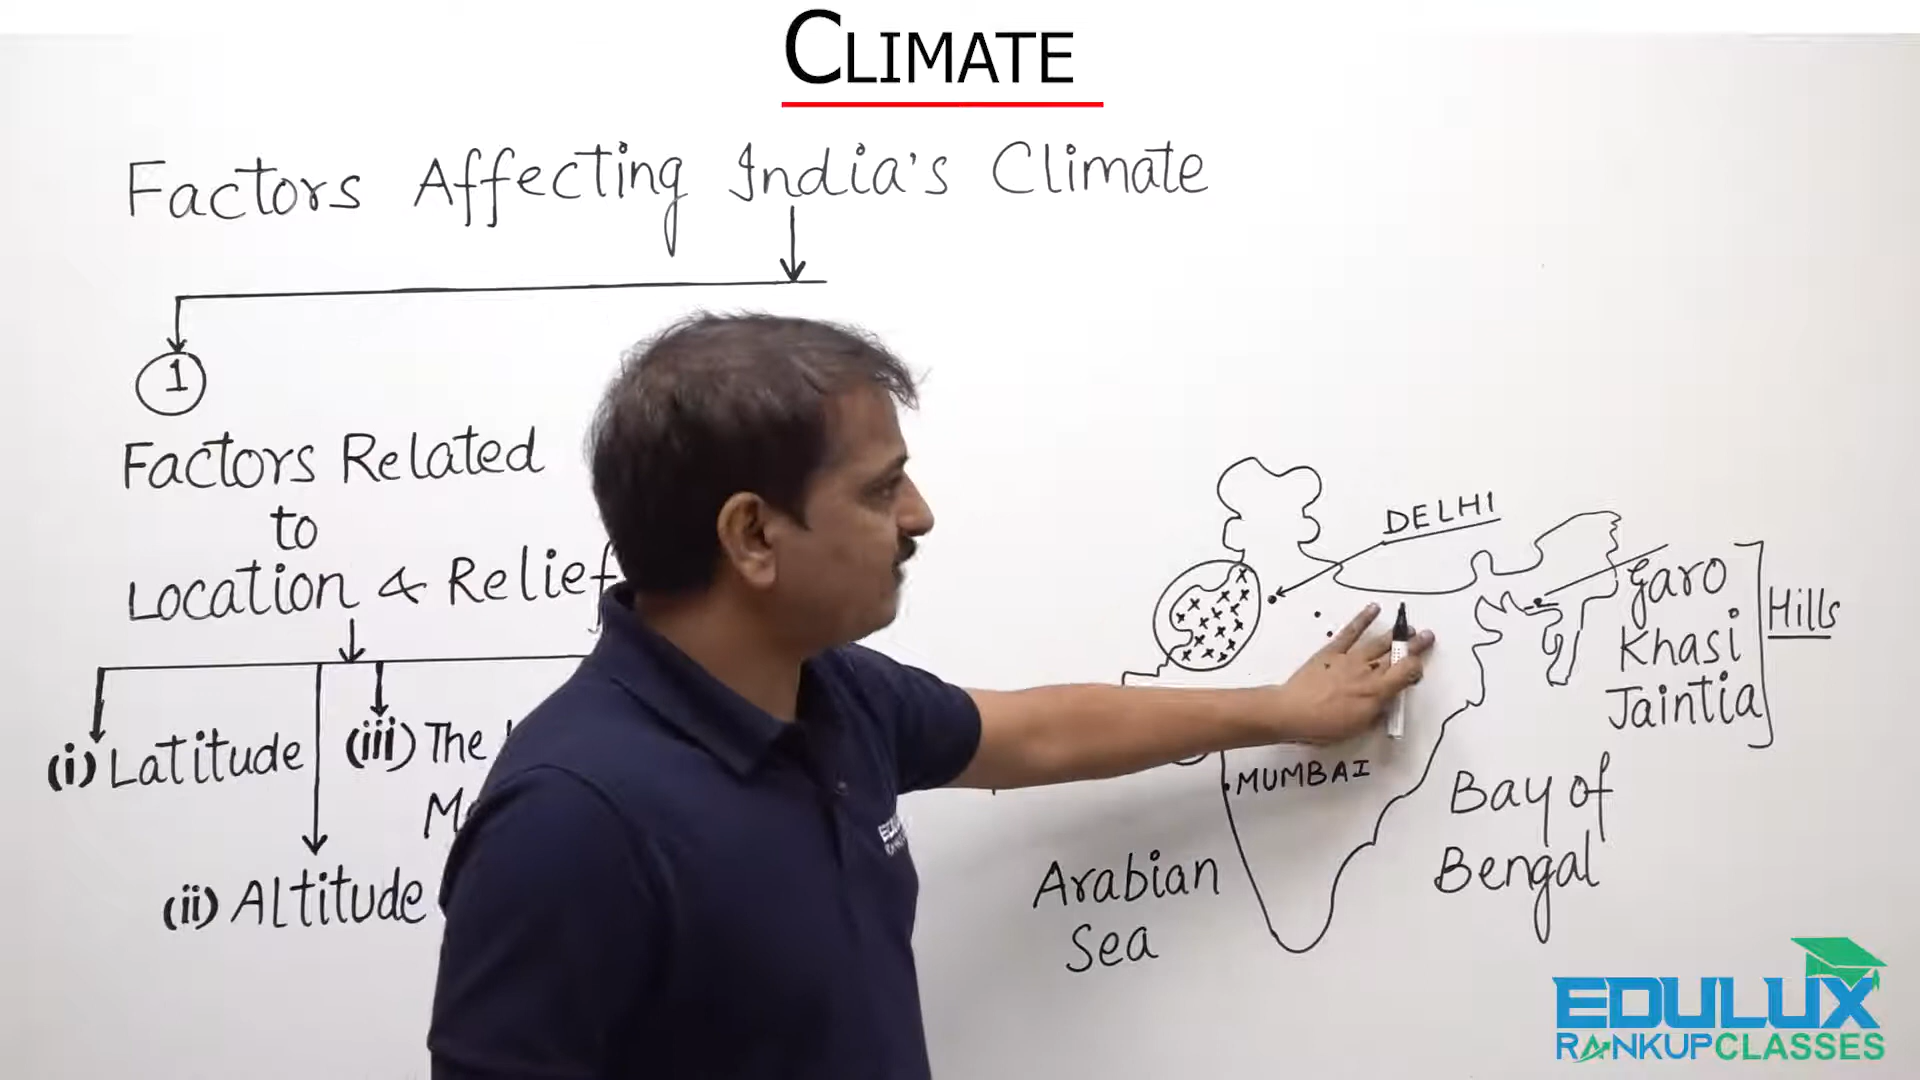 CLIMATE
Factors Affecting India's Climate
1
Factors Related
to
Location & Relief
(i) Latitude
(iii) The
(ii) Altitude
DELHI
Garo
Khasi
Jaintia
Hills
MUMBAI
Bay of
Bengal
Arabian
Sea
EDULUX
RANKUPCLASSES